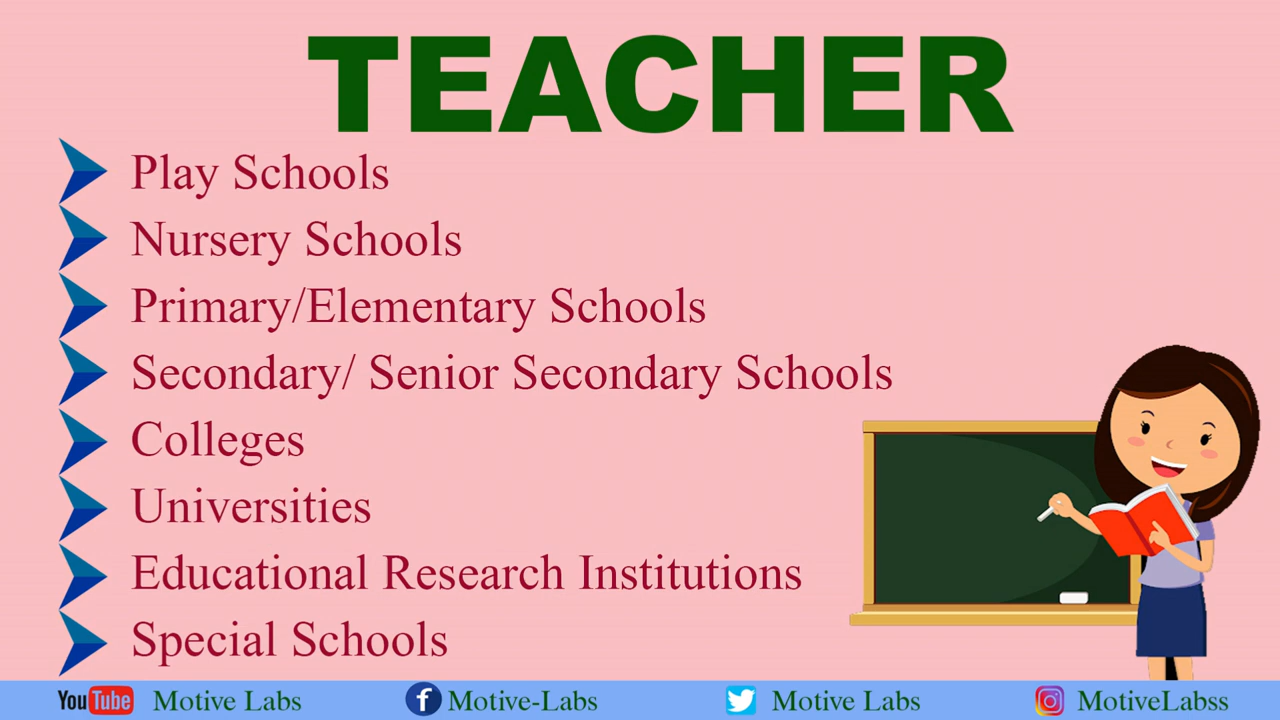 TEACHER
Play Schools
Nursery Schools
Primary/Elementary Schools
Secondary/ Senior Secondary Schools
Colleges
Universities
Educational Research Institutions
Special Schools
YouTube Motive Labs f Motive-Labs Motive Labs MotiveLabss